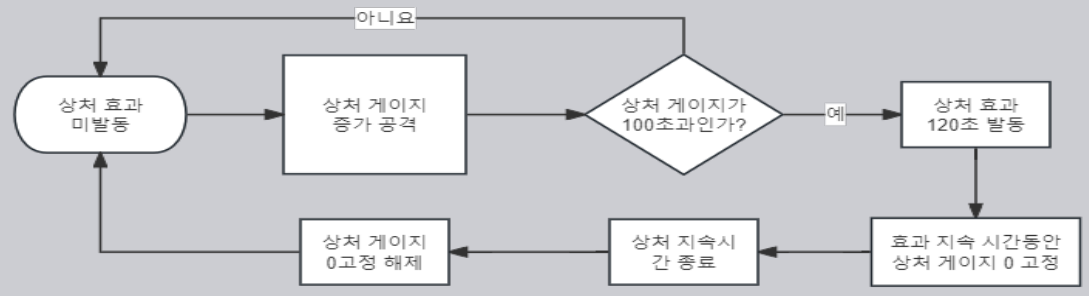 아니요
상처 효과
미발동
상처 게이지
증가 공격
상처 게이지가
100초과인가?
예
상처 효과
120초 발동
상처 게이지
0고정 해제
상처 지속시
간 종료
효과 지속 시간동안
상처 게이지 0 고정